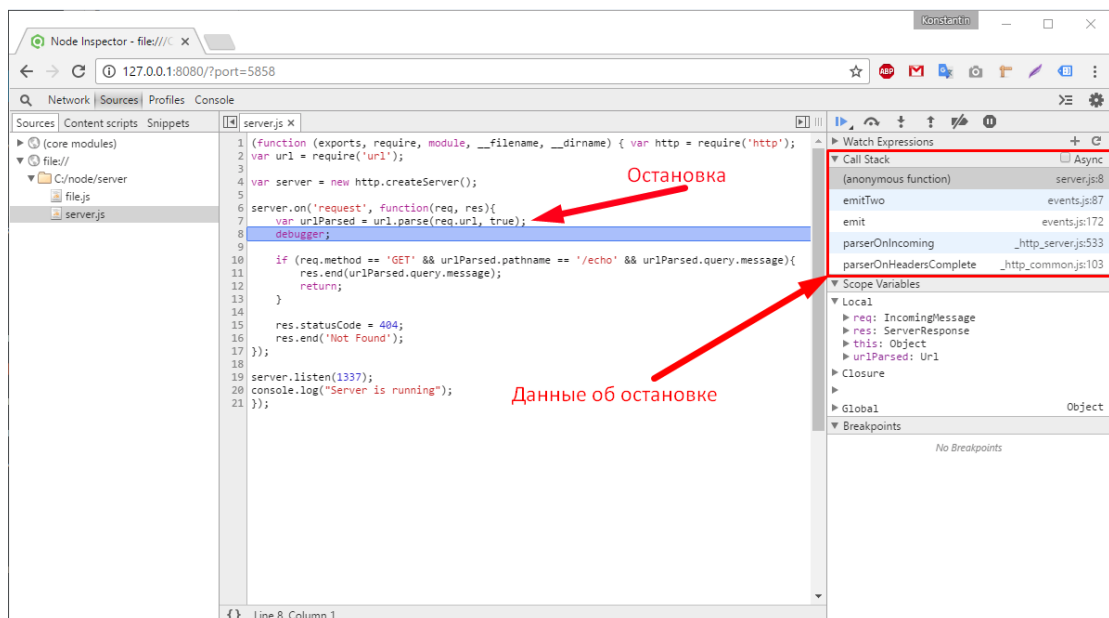 Konstantin
Node Inspector - file:///C
127.0.0.1:8080/?port=5858
ABP
Network Sources Profiles Console
Sources Content scripts Snippets
(core modules)
file://
C:/node/server
file.js
server.js
server.js
1 (function (exports, require, module, __filename, __dirname) { var http = require('http');
2 var url = require('url');
3
4 var server = new http.createServer();
5
6 server.on('request', function(req, res){
7 var urlParsed = url.parse(req.url, true);
8 debugger;
9
10 if (req.method == 'GET' && urlParsed.pathname == '/echo' && urlParsed.query.message){
11 res.end(urlParsed.query.message);
12 return;
13 }
14
15 res.statusCode = 404;
16 res.end('Not Found');
17 });
18
19 server.listen(1337);
20 console.log("Server is running");
21 });
Остановка
Данные об остановке
{} Line 8, Column 1
Watch Expressions
Call Stack Async
(anonymous function) server.js:8
emitTwo events.js:87
emit events.js:172
parserOnIncoming _http_server.js:533
parserOnHeadersComplete _http_common.js:103
Scope Variables
Local
req: IncomingMessage
res: ServerResponse
this: Object
urlParsed: Url
Closure
Global Object
Breakpoints
No Breakpoints